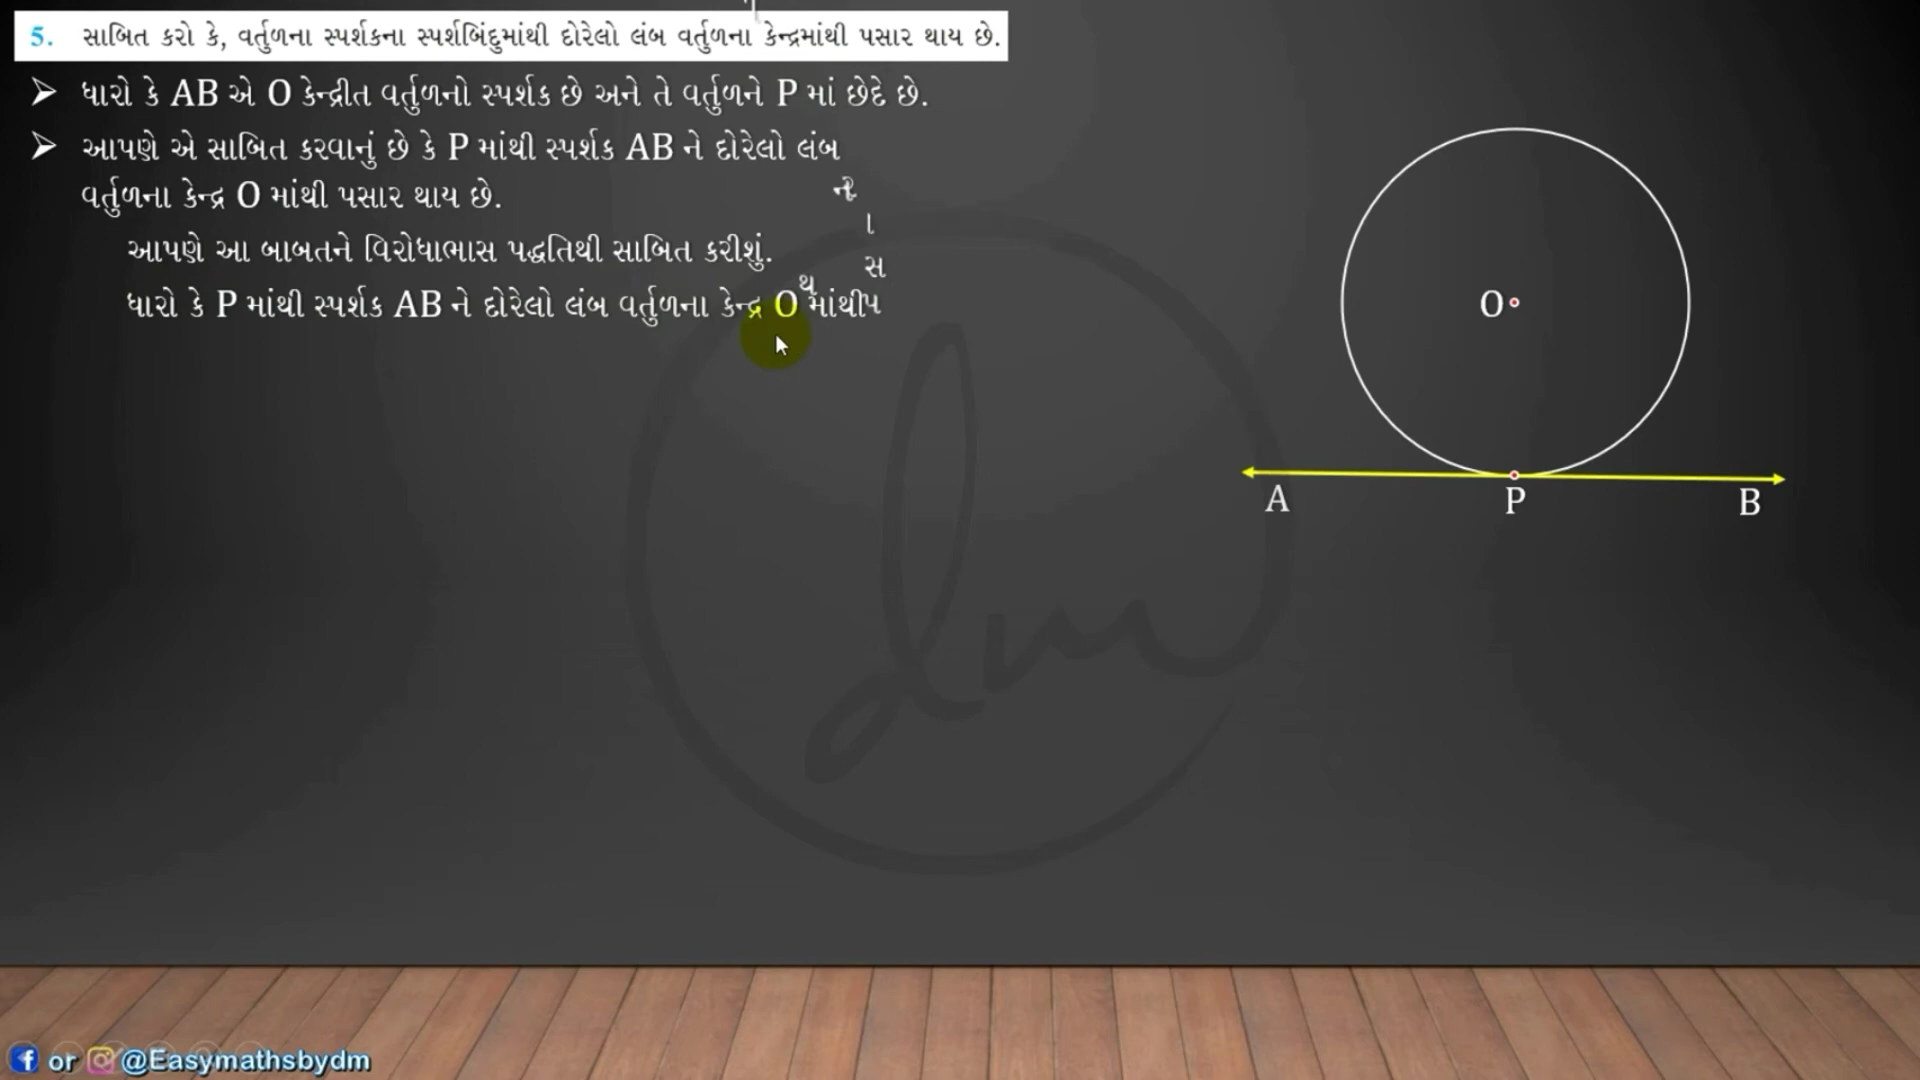 5. સાબિત કરો કે, વર્તુળના સ્પર્શકના સ્પર્શબિંદુમાંથી દોરેલો લંબ વર્તુળના કેન્દ્રમાંથી પસાર થાય છે.
➢ ધારો કે AB એ O કેન્દ્રીત વર્તુળનો સ્પર્શક છે અને તે વર્તુળને P માં છેદે છે.
➢ આપણે એ સાબિત કરવાનું છે કે P માંથી સ્પર્શક AB ને દોરેલો લંબ
વર્તુળના કેન્દ્ર O માંથી પસાર થાય છે.
આપણે આ બાબતને વિરોધાભાસ પદ્ધતિથી સાબિત કરીશું.
ધારો કે P માંથી સ્પર્શક AB ને દોરેલો લંબ વર્તુળના કેન્દ્ર O માંથી પ
સ
થ
O
A
P
B
f or @Easymathsbydm
dm